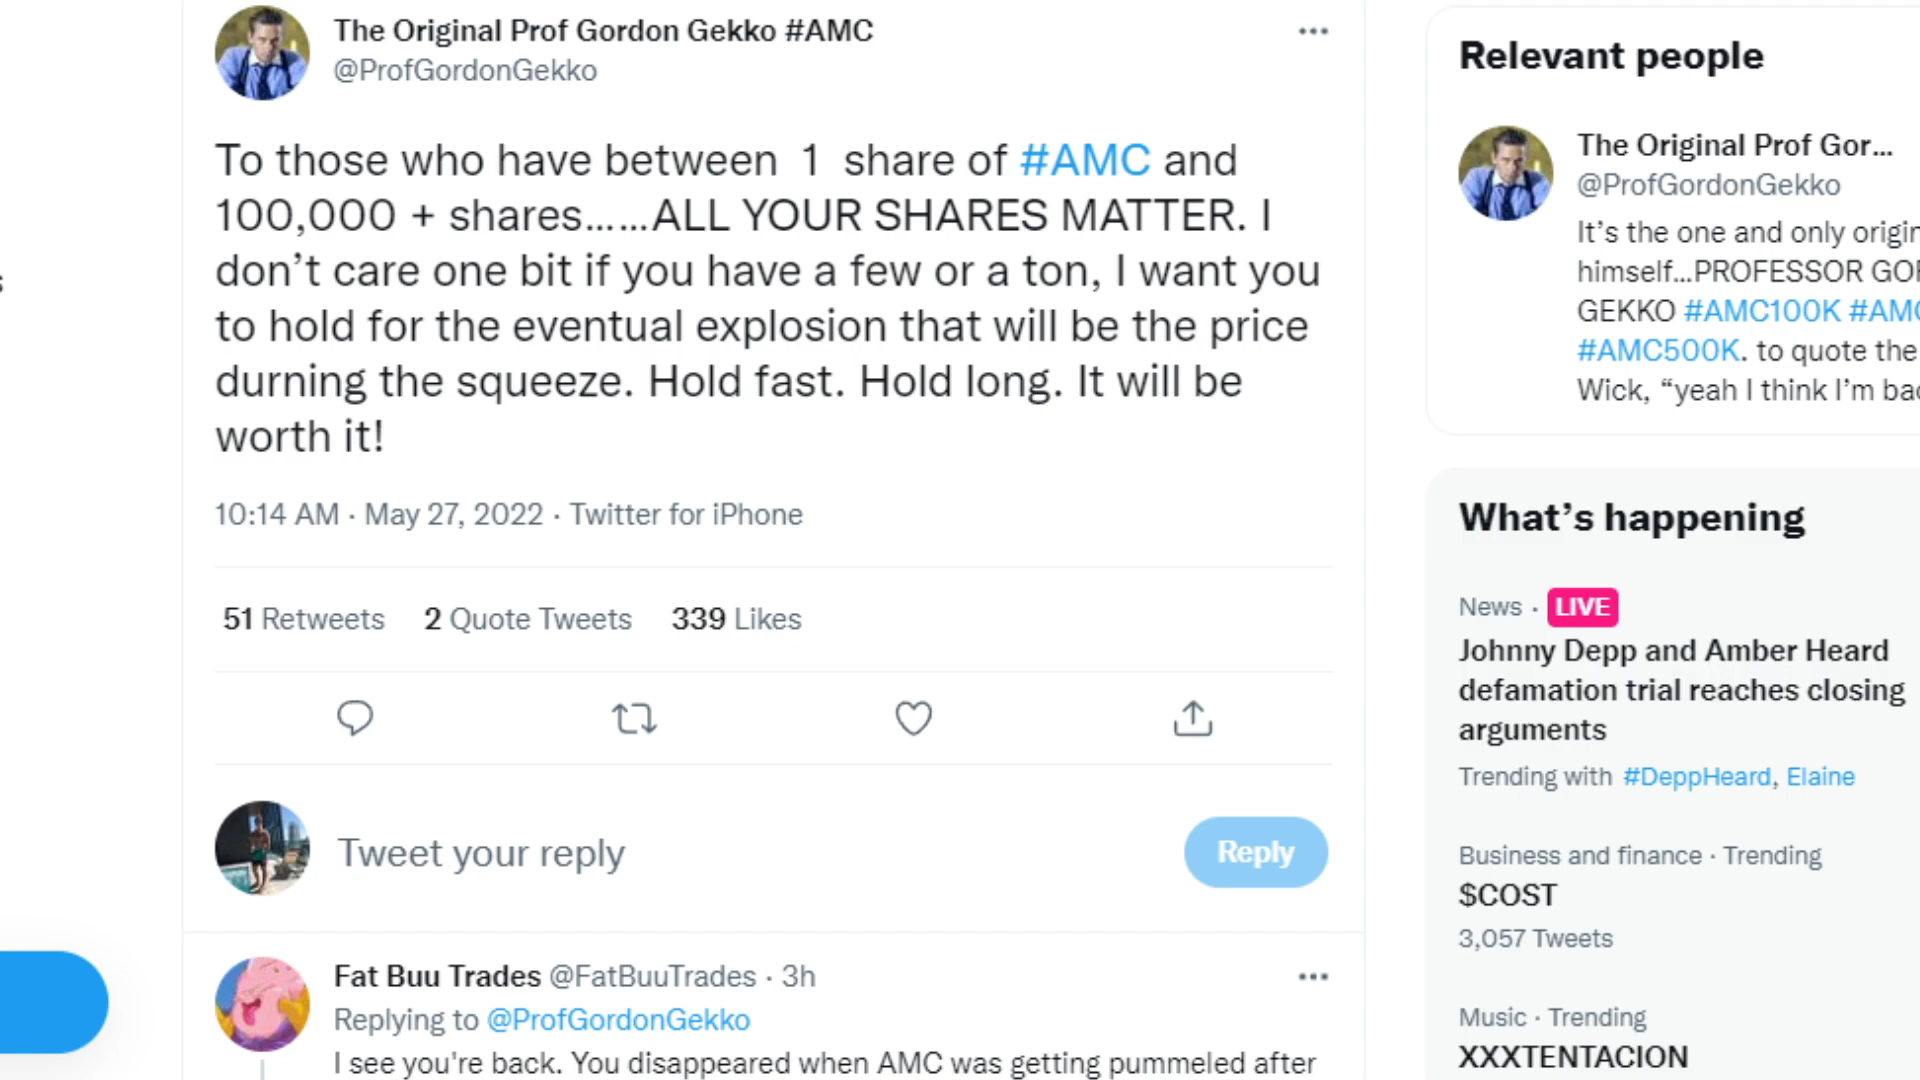 The Original Prof Gordon Gekko #AMC
@ProfGordonGekko
To those who have between 1 share of #AMC and
100,000 + shares……ALL YOUR SHARES MATTER. I
don’t care one bit if you have a few or a ton, I want you
to hold for the eventual explosion that will be the price
durning the squeeze. Hold fast. Hold long. It will be
worth it!
10:14 AM · May 27, 2022 · Twitter for iPhone
51 Retweets 2 Quote Tweets 339 Likes
Tweet your reply
Reply
Fat Buu Trades @FatBuuTrades · 3h
Replying to @ProfGordonGekko
I see you're back. You disappeared when AMC was getting pummeled after
Relevant people
The Original Prof Gor...
@ProfGordonGekko
It’s the one and only
himself...PROFESSOR
GEKKO #AMC100K
#AMC500K. to quote the
Wick, “yeah I think I’m
What’s happening
News · LIVE
Johnny Depp and Amber Heard
defamation trial reaches closing
arguments
Trending with #DeppHeard, Elaine
Business and finance · Trending
$COST
3,057 Tweets
Music · Trending
XXXTENTACION